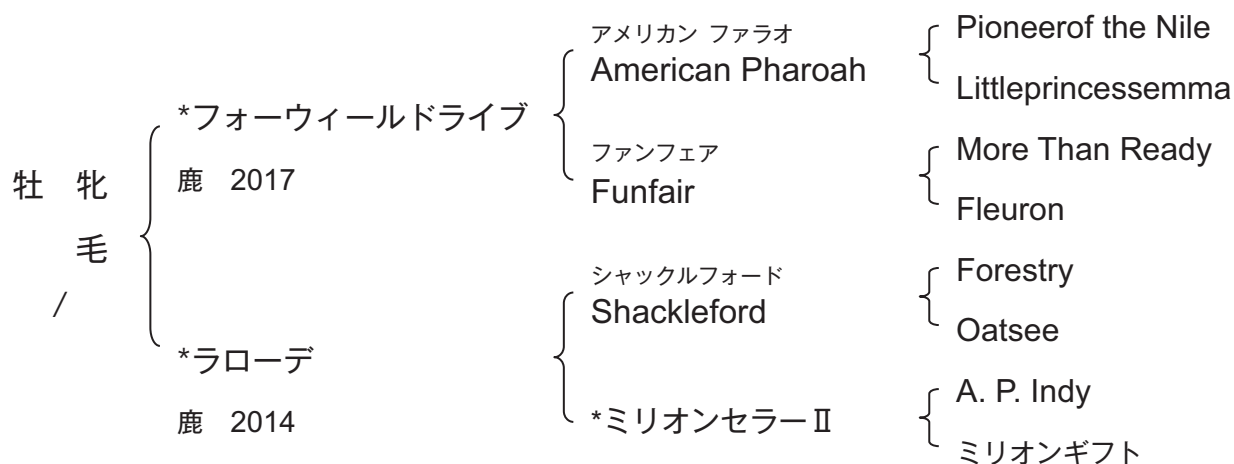 牡 牝
毛
/
*フォーウィールドライブ
鹿 2017
*ラローデ
鹿 2014
アメリカン ファラオ
American Pharoah
ファンフェア
Funfair
シャックルフォード
Shackleford
*ミリオンセラーⅡ
Pioneerof the Nile
Littleprincessemma
More Than Ready
Fleuron
Forestry
Oatsee
A. P. Indy
ミリオンギフト